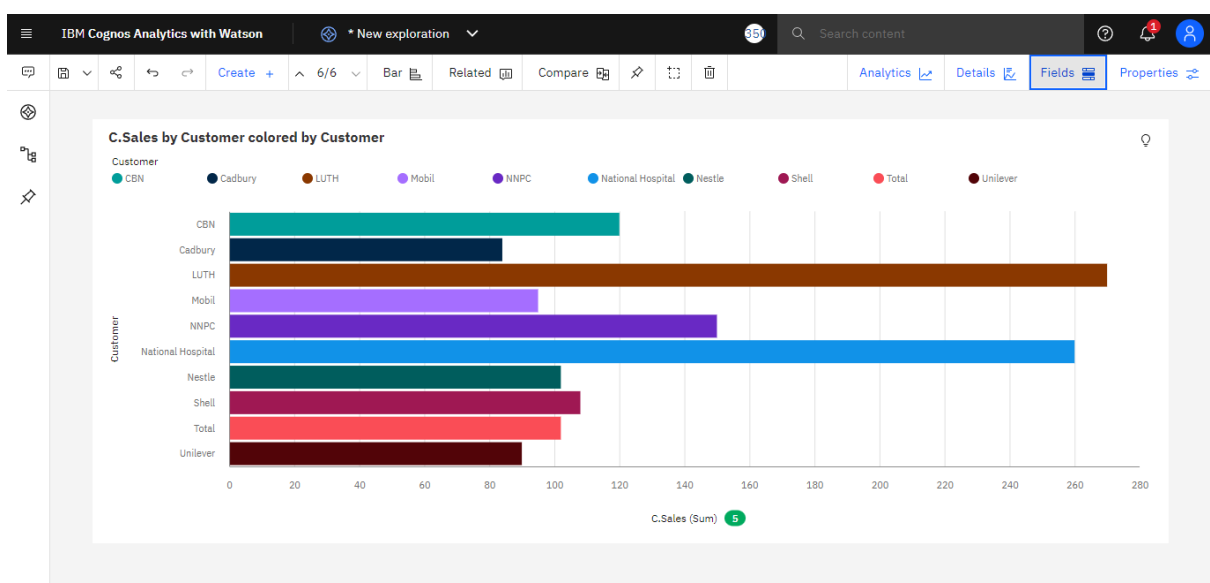 IBM Cognos Analytics with Watson * New exploration 350 Search content 1
Create + 6/6 Bar Related Compare Analytics Details Fields Properties
C.Sales by Customer colored by Customer
Customer
CBN Cadbury LUTH Mobil NNPC National Hospital Nestle Shell Total Unilever
CBN
Cadbury
LUTH
Mobil
NNPC
National Hospital
Nestle
Shell
Total
Unilever
Customer
0 20 40 60 80 100 120 140 160 180 200 220 240 260 280
C.Sales (Sum) 5